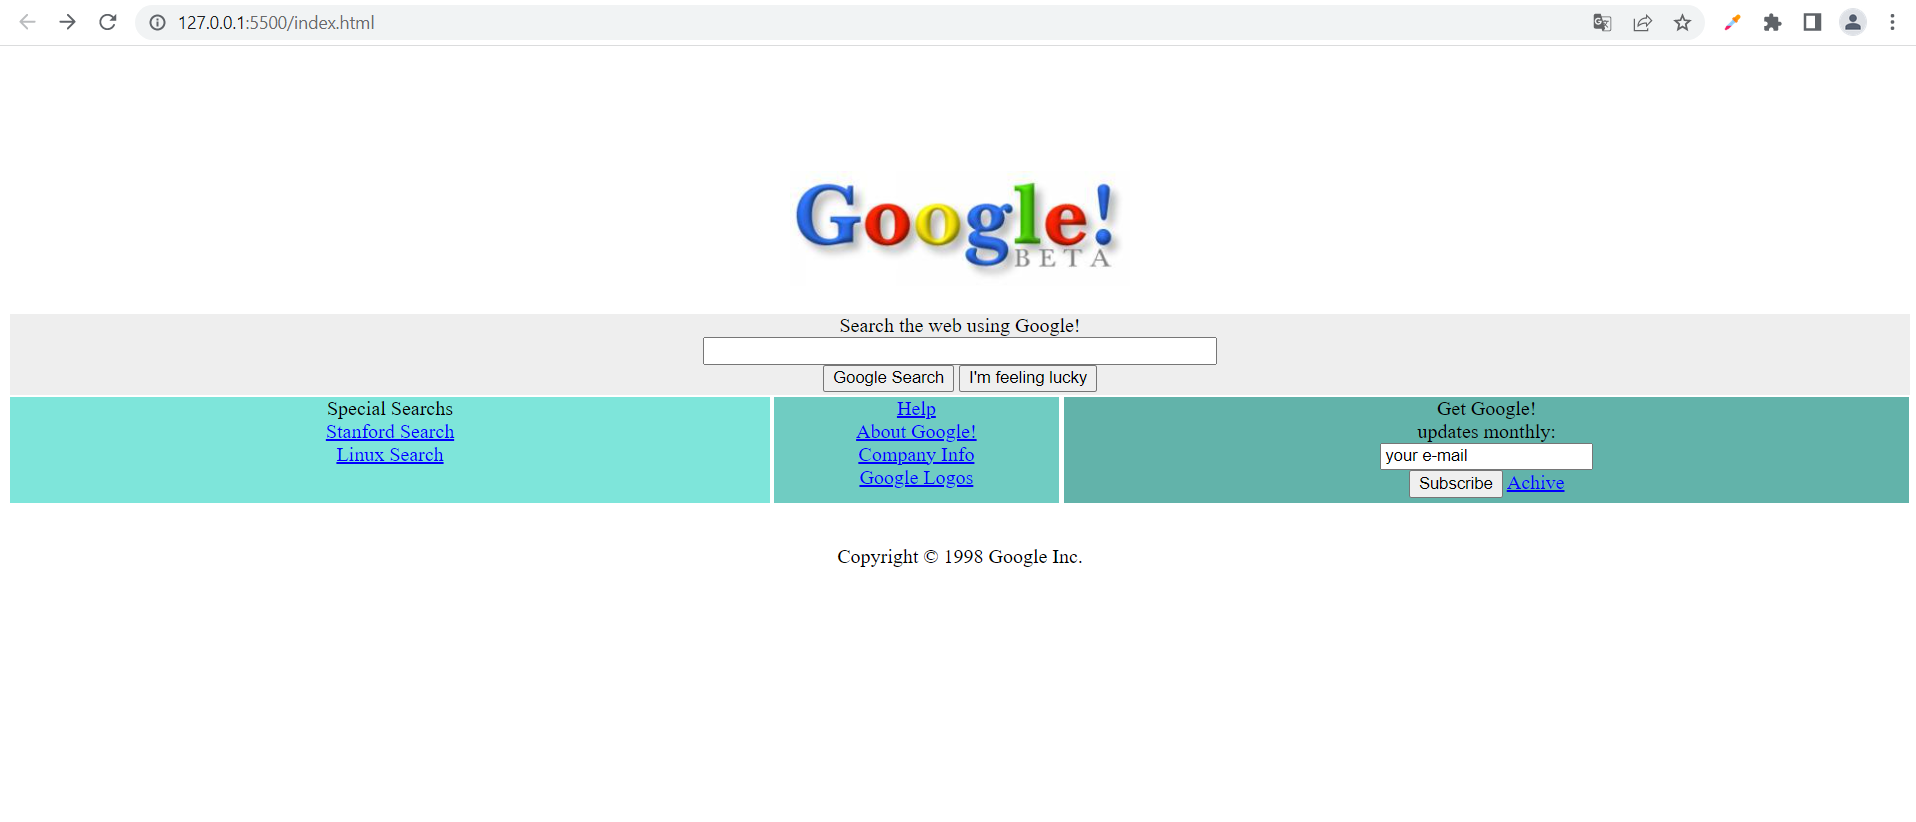 127.0.0.1:5500/index.html
Google!
BETA
Search the web using Google!
Google Search I'm feeling lucky
Special Searchs
Stanford Search
Linux Search
Help
About Google!
Company Info
Google Logos
Get Google!
updates monthly:
your e-mail
Subscribe Achive
Copyright © 1998 Google Inc.